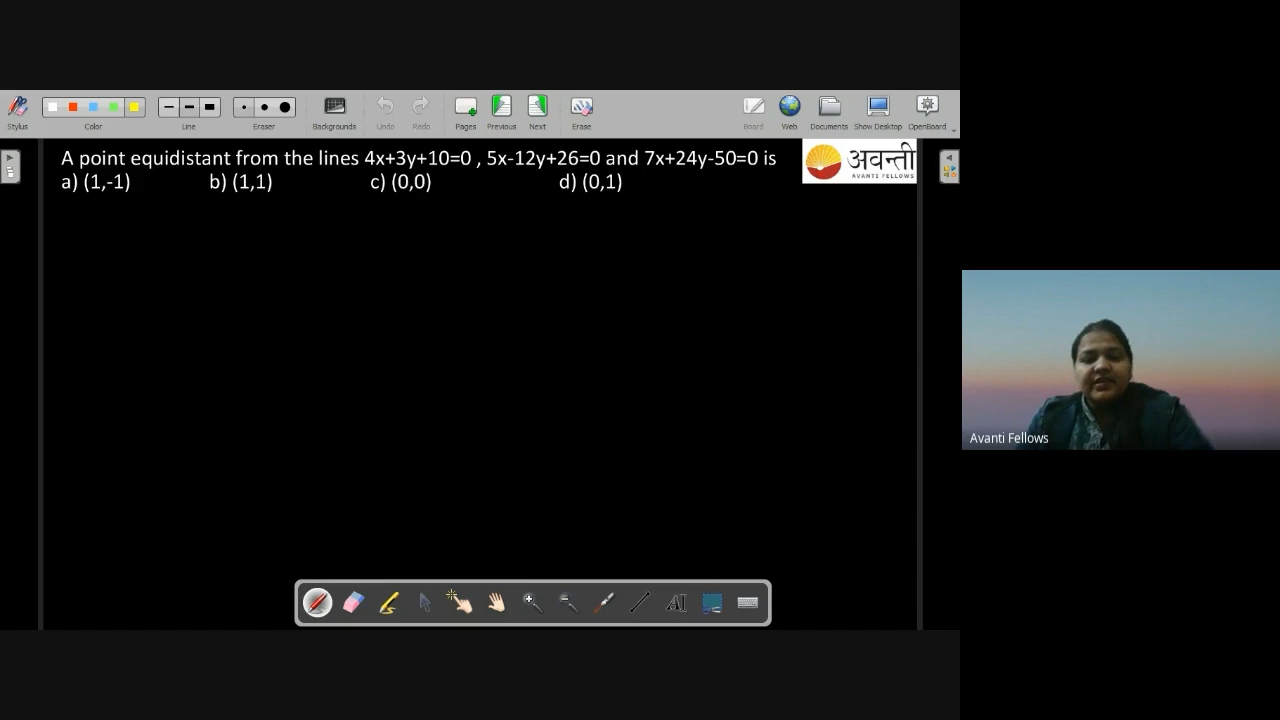 Stylus Color Line Eraser Backgrounds Undo Redo Pages Previous Next Erase Board Web Documents Show Desktop OpenBoard
A point equidistant from the lines 4x+3y+10=0 , 5x-12y+26=0 and 7x+24y-50=0 is
a) (1,-1) b) (1,1) c) (0,0) d) (0,1)
अवन्ती
AVANTI FELLOWS
Avanti Fellows
AI